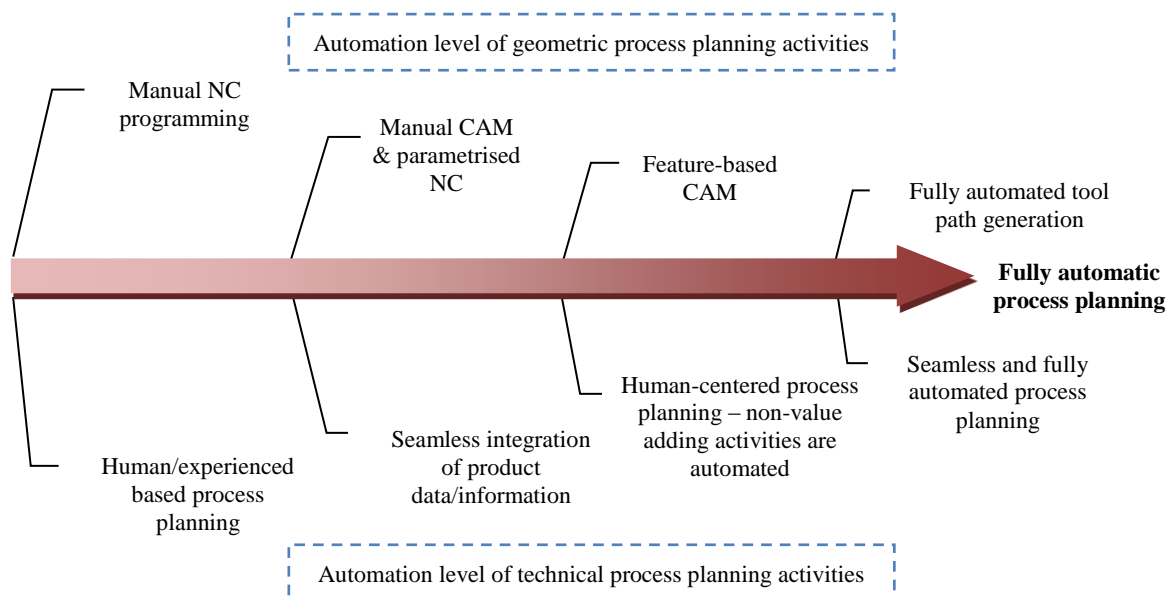 Automation level of geometric process planning activities
Manual NC
programming
Manual CAM
& parametrised
NC
Feature-based
CAM
Fully automated tool
path generation
Fully automatic
process planning
Human/experienced
based process
planning
Seamless integration
of product
data/information
Human-centered process
planning – non-value
adding activities are
automated
Seamless and fully
automated process
planning
Automation level of technical process planning activities